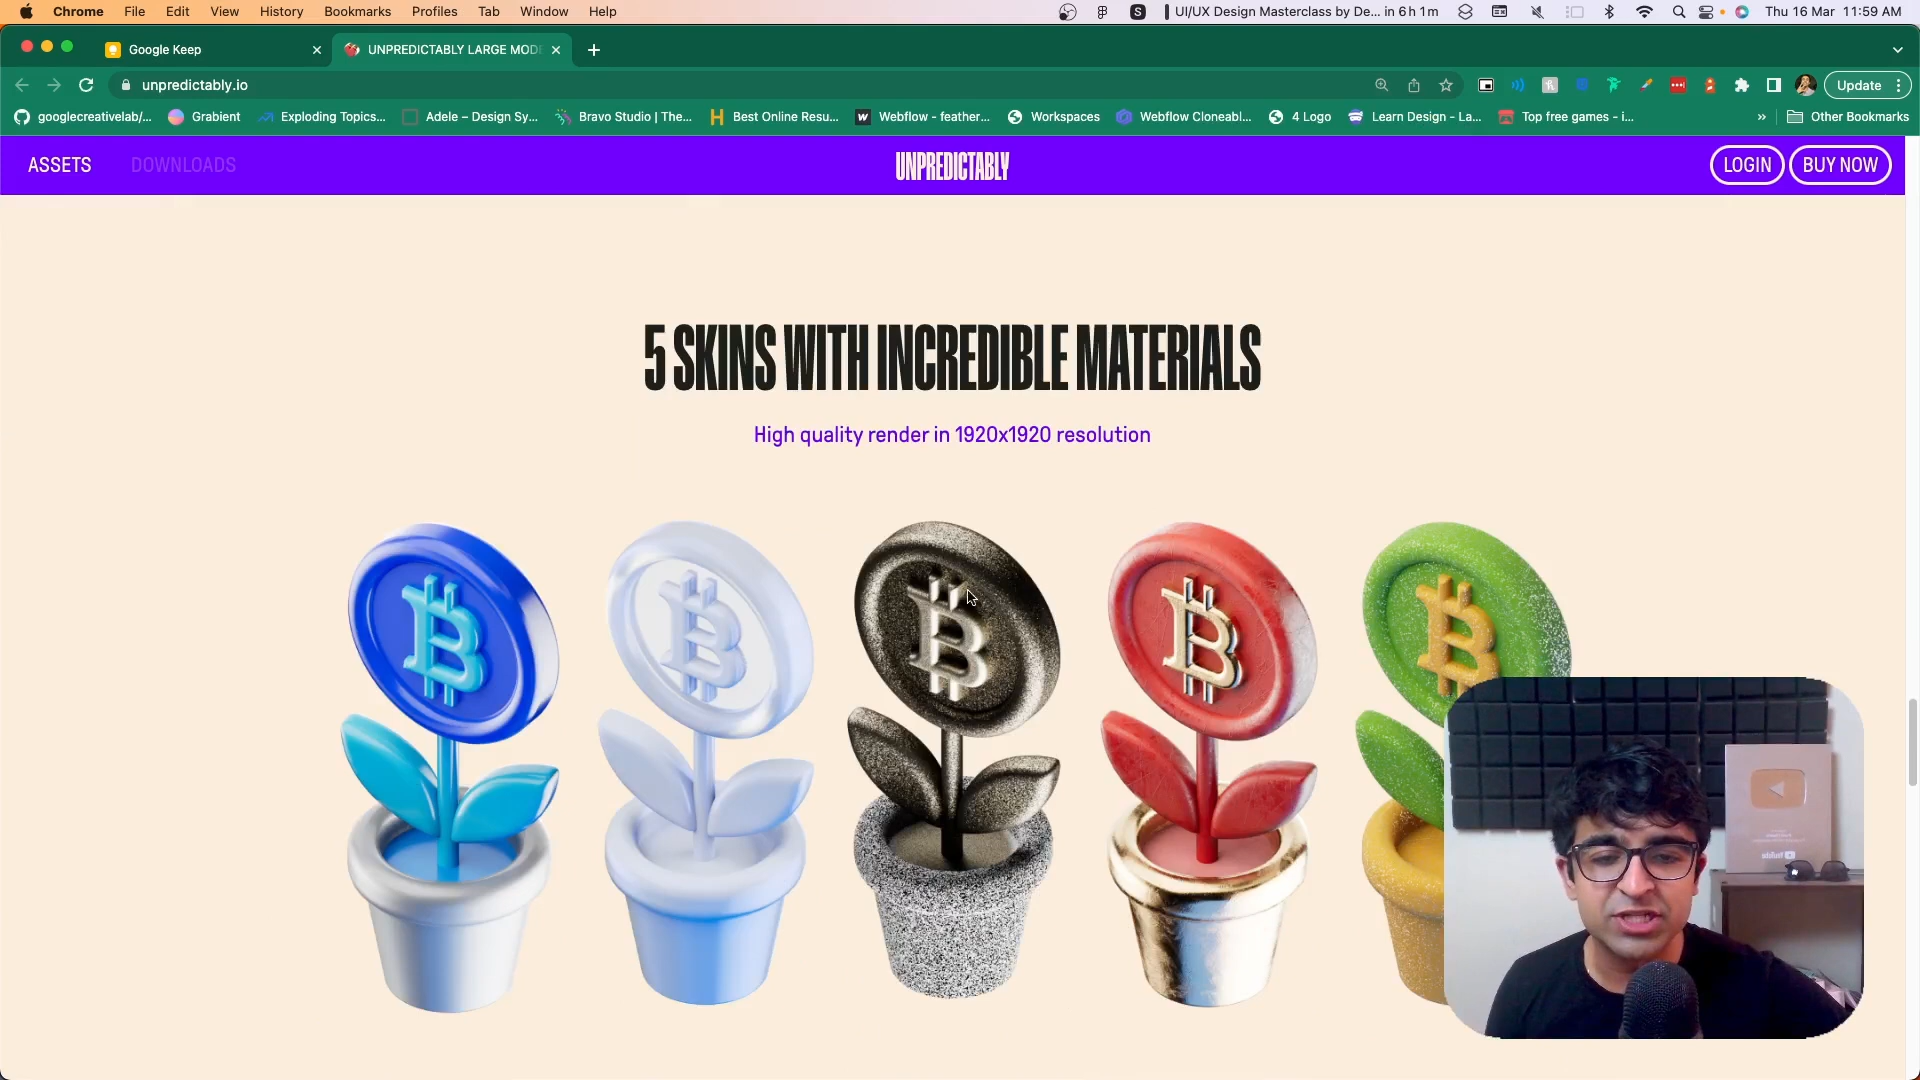 Chrome File Edit View History Bookmarks Profiles Tab Window Help
S UI/UX Design Masterclass by De... in 6 h 1 m Thu 16 Mar 11:59 AM
Google Keep
UNPREDICTABLY LARGE MOD
unpredictably.io
Update
googlecreativelab/... Grabient Exploding Topics... Adele – Design Sy... Bravo Studio | The... Best Online Resu... Webflow - feather... Workspaces Webflow Cloneabl... 4 Logo Learn Design - La... Top free games - i... » Other Bookmarks
ASSETS DOWNLOADS UNPREDICTABLY LOGIN BUY NOW
5 SKINS WITH INCREDIBLE MATERIALS
High quality render in 1920x1920 resolution